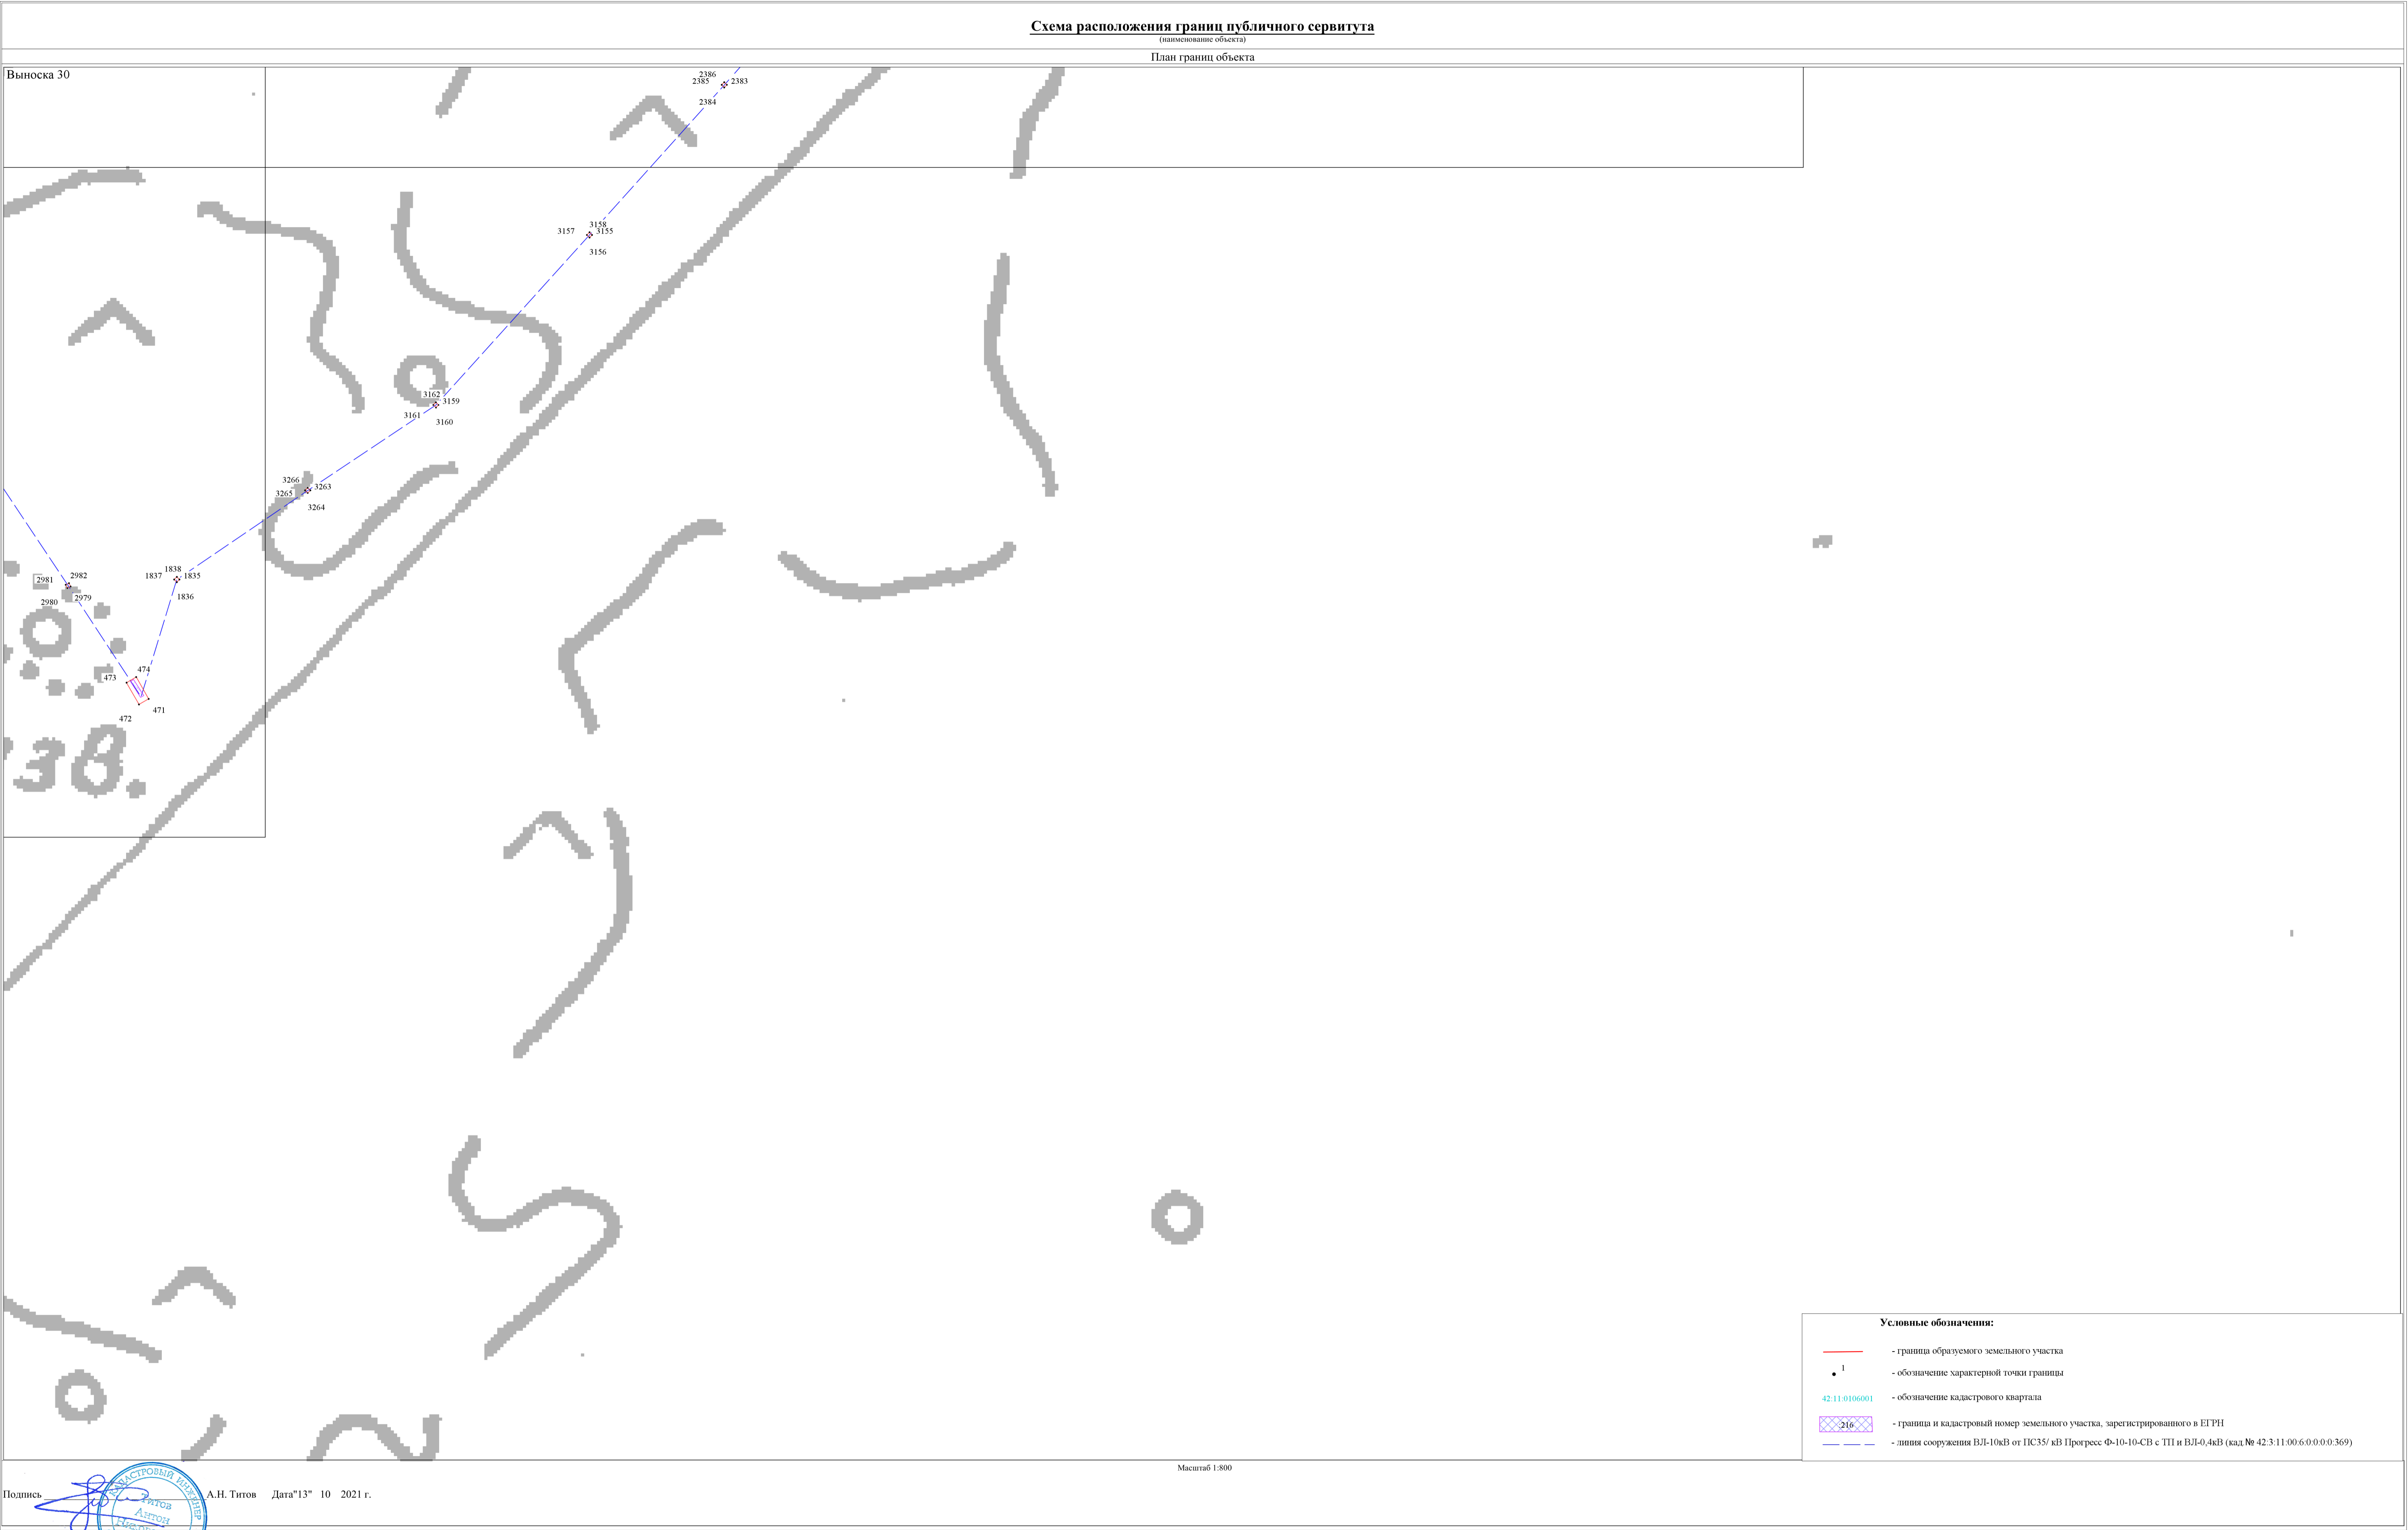 Схема расположения границ публичного сервитута
(наименование объекта)
План границ объекта
Выноска 30
2386
2385 2383
2384
3158
3157 3155
3156
3162
3159
3161
3160
3266
3263
3265
3264
1838
1837 1835
1836
2982
2981
2979
2980
474
473
471
472
38.
Условные обозначения:
- граница образуемого земельного участка
1
- обозначение характерной точки границы
42:11:0106001 - обозначение кадастрового квартала
216 - граница и кадастровый номер земельного участка, зарегистрированного в ЕГРН
- линия сооружения ВЛ-10кВ от ПС35/ кВ Прогресс Ф-10-10-СВ с ТП и ВЛ-0,4кВ (кад № 42:3:11:00:6:0:0:0:0:369)
Масштаб 1:800
Подпись А.Н. Титов Дата"13" 10 2021 г.
КАДАСТРОВЫЙ ИНЖЕНЕР
Титов
Антон